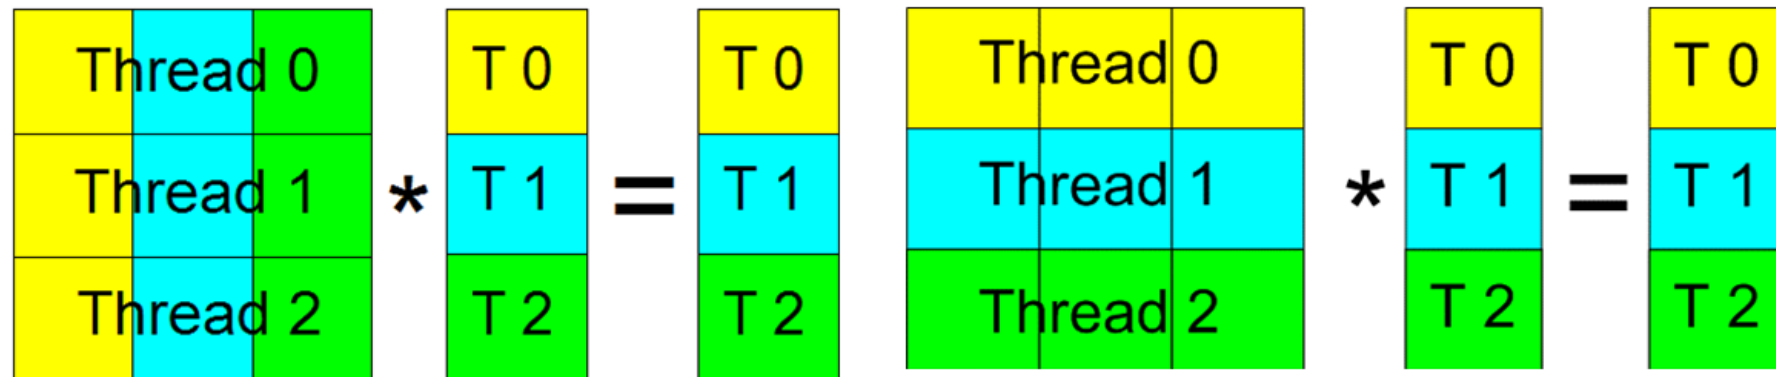 Thread 0 T 0 T 0 Thread 0 T 0 T 0
Thread 1 * T 1 = T 1 Thread 1 * T 1 = T 1
Thread 2 T 2 T 2 Thread 2 T 2 T 2